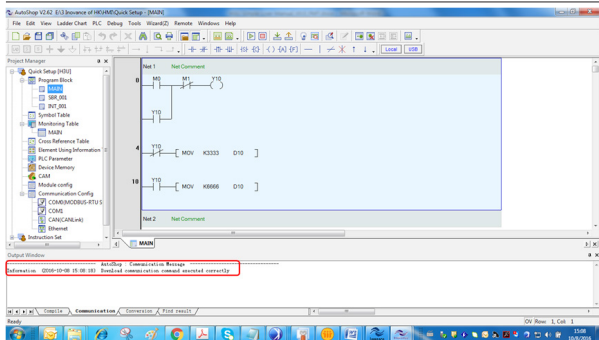 AutoShop V2.62 E:\3 Inovance of HK\HMI\Quick Setup - [MAIN]
File Edit View Ladder Chart PLC Debug Tools Wizard(Z) Remote Windows Help
Local USB
Project Manager
Quick Setup [H3U]
Program Block
MAIN
SBR_001
INT_001
Symbol Table
Monitoring Table
MAIN
Cross Reference Table
Element Using Information
PLC Parameter
Device Memory
CAM
Module config
Communication Config
COM0(MODBUS-RTU S
COM1
CAN(CANLink)
Ethernet
Instruction Set
Net 1 Net Comment
0 M0 M1 Y10
Y10
4 Y10 [ MOV K3333 D10 ]
10 Y10 [ MOV K6666 D10 ]
Net 2 Net Comment
MAIN
Output Window
AutoShop Communication Message
Information (2016-10-08 15:08:18) Download communication command executed correctly
Compile Communication Conversion Find result
Ready OV Row: 1, Col: 1
15:08
10/8/2016